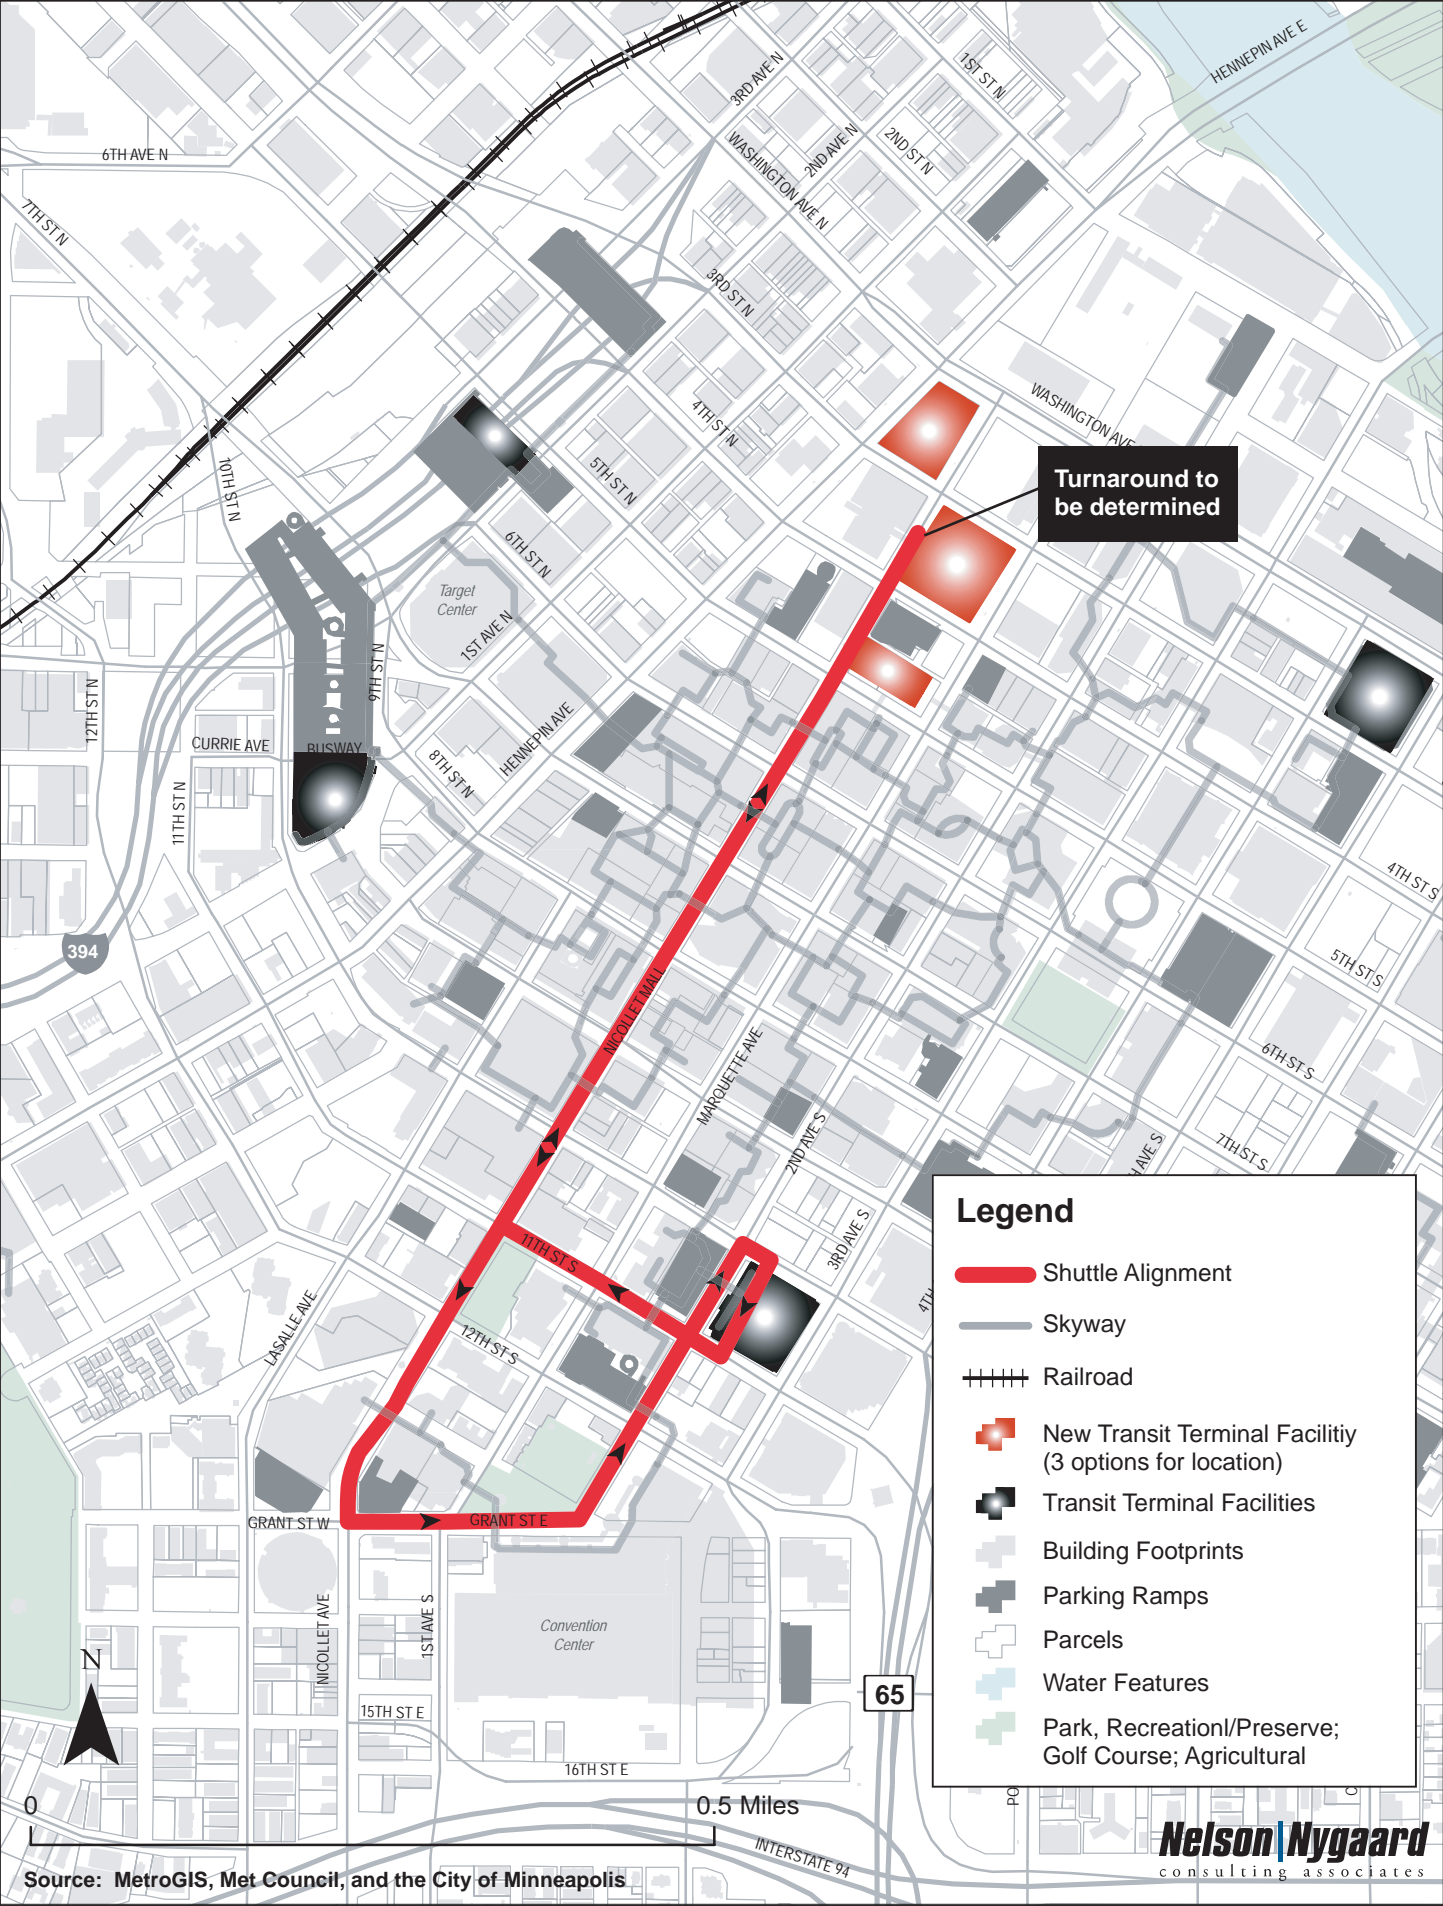 HENNEPIN AVE E
1ST ST N
3RD AVE N
2ND ST N
2ND AVE N
WASHINGTON AVE N
6TH AVE N
7TH ST N
3RD ST N
WASHINGTON AVE
4TH ST N
5TH ST N
10TH ST N
Turnaround to
be determined
6TH ST N
Target
Center
1ST AVE N
9TH ST N
12TH ST N
HENNEPIN AVE
CURRIE AVE
BUSWAY
8TH ST N
11TH ST N
4TH ST S
394
5TH ST S
NICOLLET MALL
6TH ST S
MARQUETTE AVE
2ND AVE S
7TH ST S
H AVE S
3RD AVE S
11TH ST S
4TH
LASALLE AVE
12TH ST S
GRANT ST W
GRANT ST E
NICOLLET AVE
1ST AVE S
Convention
Center
65
15TH ST E
16TH ST E
INTERSTATE 94
PO
C
Legend
Shuttle Alignment
Skyway
Railroad
New Transit Terminal Facilitiy
(3 options for location)
Transit Terminal Facilities
Building Footprints
Parking Ramps
Parcels
Water Features
Park, Recreationl/Preserve;
Golf Course; Agricultural
N
0
0.5 Miles
Source: MetroGIS, Met Council, and the City of Minneapolis
Nelson|Nygaard
consulting associates